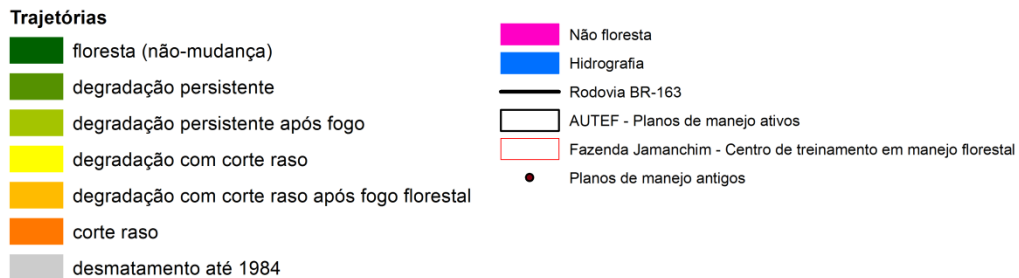 Trajetórias
floresta (não-mudança)
degradação persistente
degradação persistente após fogo
degradação com corte raso
degradação com corte raso após fogo florestal
corte raso
desmatamento até 1984
Não floresta
Hidrografia
Rodovia BR-163
AUTEF - Planos de manejo ativos
Fazenda Jamanchim - Centro de treinamento em manejo florestal
Planos de manejo antigos